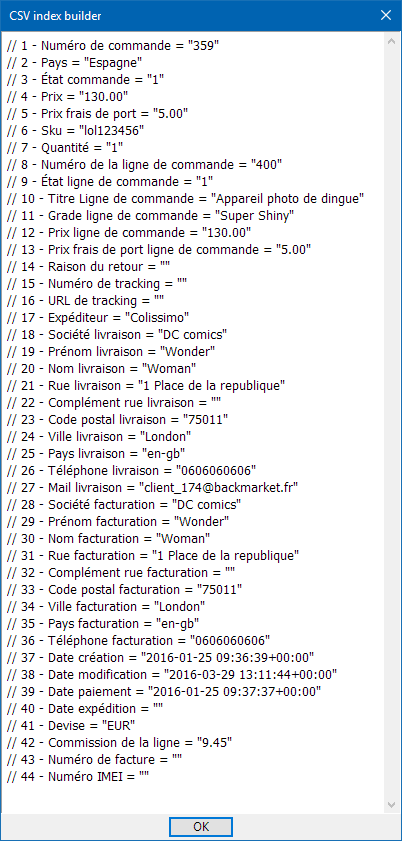 CSV index builder
// 1 - Numéro de commande = "359"
// 2 - Pays = "Espagne"
// 3 - État commande = "1"
// 4 - Prix = "130.00"
// 5 - Prix frais de port = "5.00"
// 6 - Sku = "lol123456"
// 7 - Quantité = "1"
// 8 - Numéro de la ligne de commande = "400"
// 9 - État ligne de commande = "1"
// 10 - Titre Ligne de commande = "Appareil photo de dingue"
// 11 - Grade ligne de commande = "Super Shiny"
// 12 - Prix ligne de commande = "130.00"
// 13 - Prix frais de port ligne de commande = "5.00"
// 14 - Raison du retour = ""
// 15 - Numéro de tracking = ""
// 16 - URL de tracking = ""
// 17 - Expéditeur = "Colissimo"
// 18 - Société livraison = "DC comics"
// 19 - Prénom livraison = "Wonder"
// 20 - Nom livraison = "Woman"
// 21 - Rue livraison = "1 Place de la republique"
// 22 - Complément rue livraison = ""
// 23 - Code postal livraison = "75011"
// 24 - Ville livraison = "London"
// 25 - Pays livraison = "en-gb"
// 26 - Téléphone livraison = "0606060606"
// 27 - Mail livraison = "client_174@backmarket.fr"
// 28 - Société facturation = "DC comics"
// 29 - Prénom facturation = "Wonder"
// 30 - Nom facturation = "Woman"
// 31 - Rue facturation = "1 Place de la republique"
// 32 - Complément rue facturation = ""
// 33 - Code postal facturation = "75011"
// 34 - Ville facturation = "London"
// 35 - Pays facturation = "en-gb"
// 36 - Téléphone facturation = "0606060606"
// 37 - Date création = "2016-01-25 09:36:39+00:00"
// 38 - Date modification = "2016-03-29 13:11:44+00:00"
// 39 - Date paiement = "2016-01-25 09:37:37+00:00"
// 40 - Date expédition = ""
// 41 - Devise = "EUR"
// 42 - Commission de la ligne = "9.45"
// 43 - Numéro de facture = ""
// 44 - Numéro IMEI = ""
OK